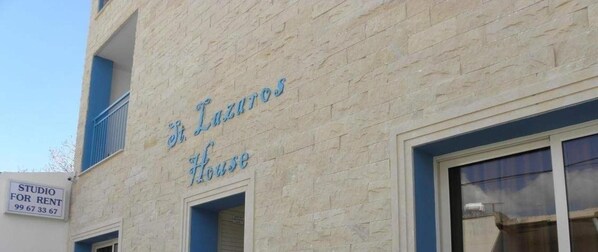 St. Lazaros
House
STUDIO
FOR RENT
99 67 33 67